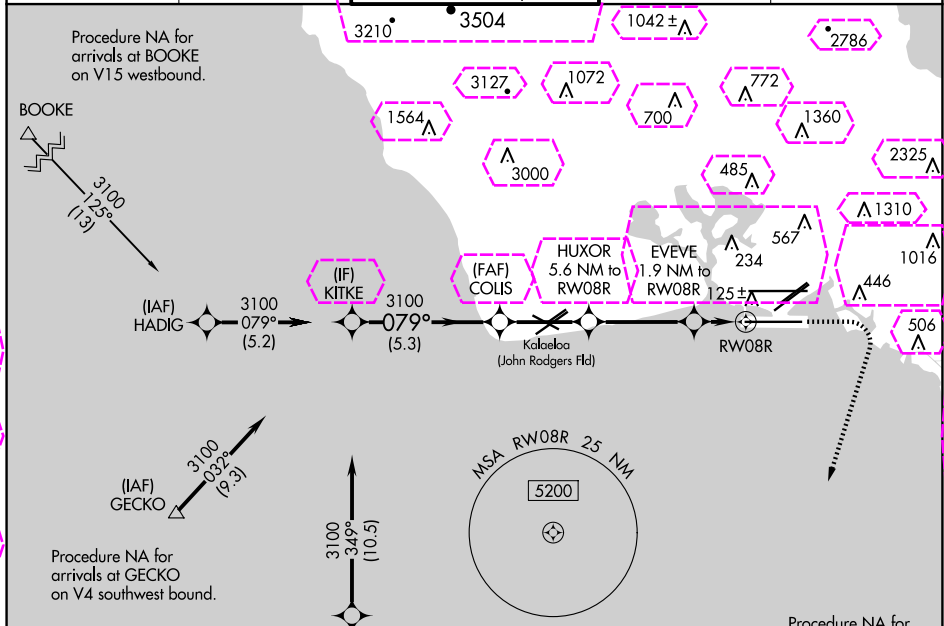 Procedure NA for
arrivals at BOOKE
on V15 westbound.
3210
3504
1042 ±
2786
3127
1072
772
BOOKE
1564
700
1360
3000
2325
485
3100
125°
(13)
1310
567
1016
234
(IF)
KITKE
(FAF)
COLIS
HUXOR
5.6 NM to
RW08R
EVEVE
1.9 NM to
RW08R
446
125 ±
(IAF)
HADIG
3100
079°
(5.2)
3100
079°
(5.3)
Kalaeloa
(John Rodgers Fld)
RW08R
506
(IAF)
GECKO
3100
032°
(9.3)
MSA RW08R 25 NM
5200
3100
349°
(10.5)
Procedure NA for
arrivals at GECKO
on V4 southwest bound.
Procedure NA for